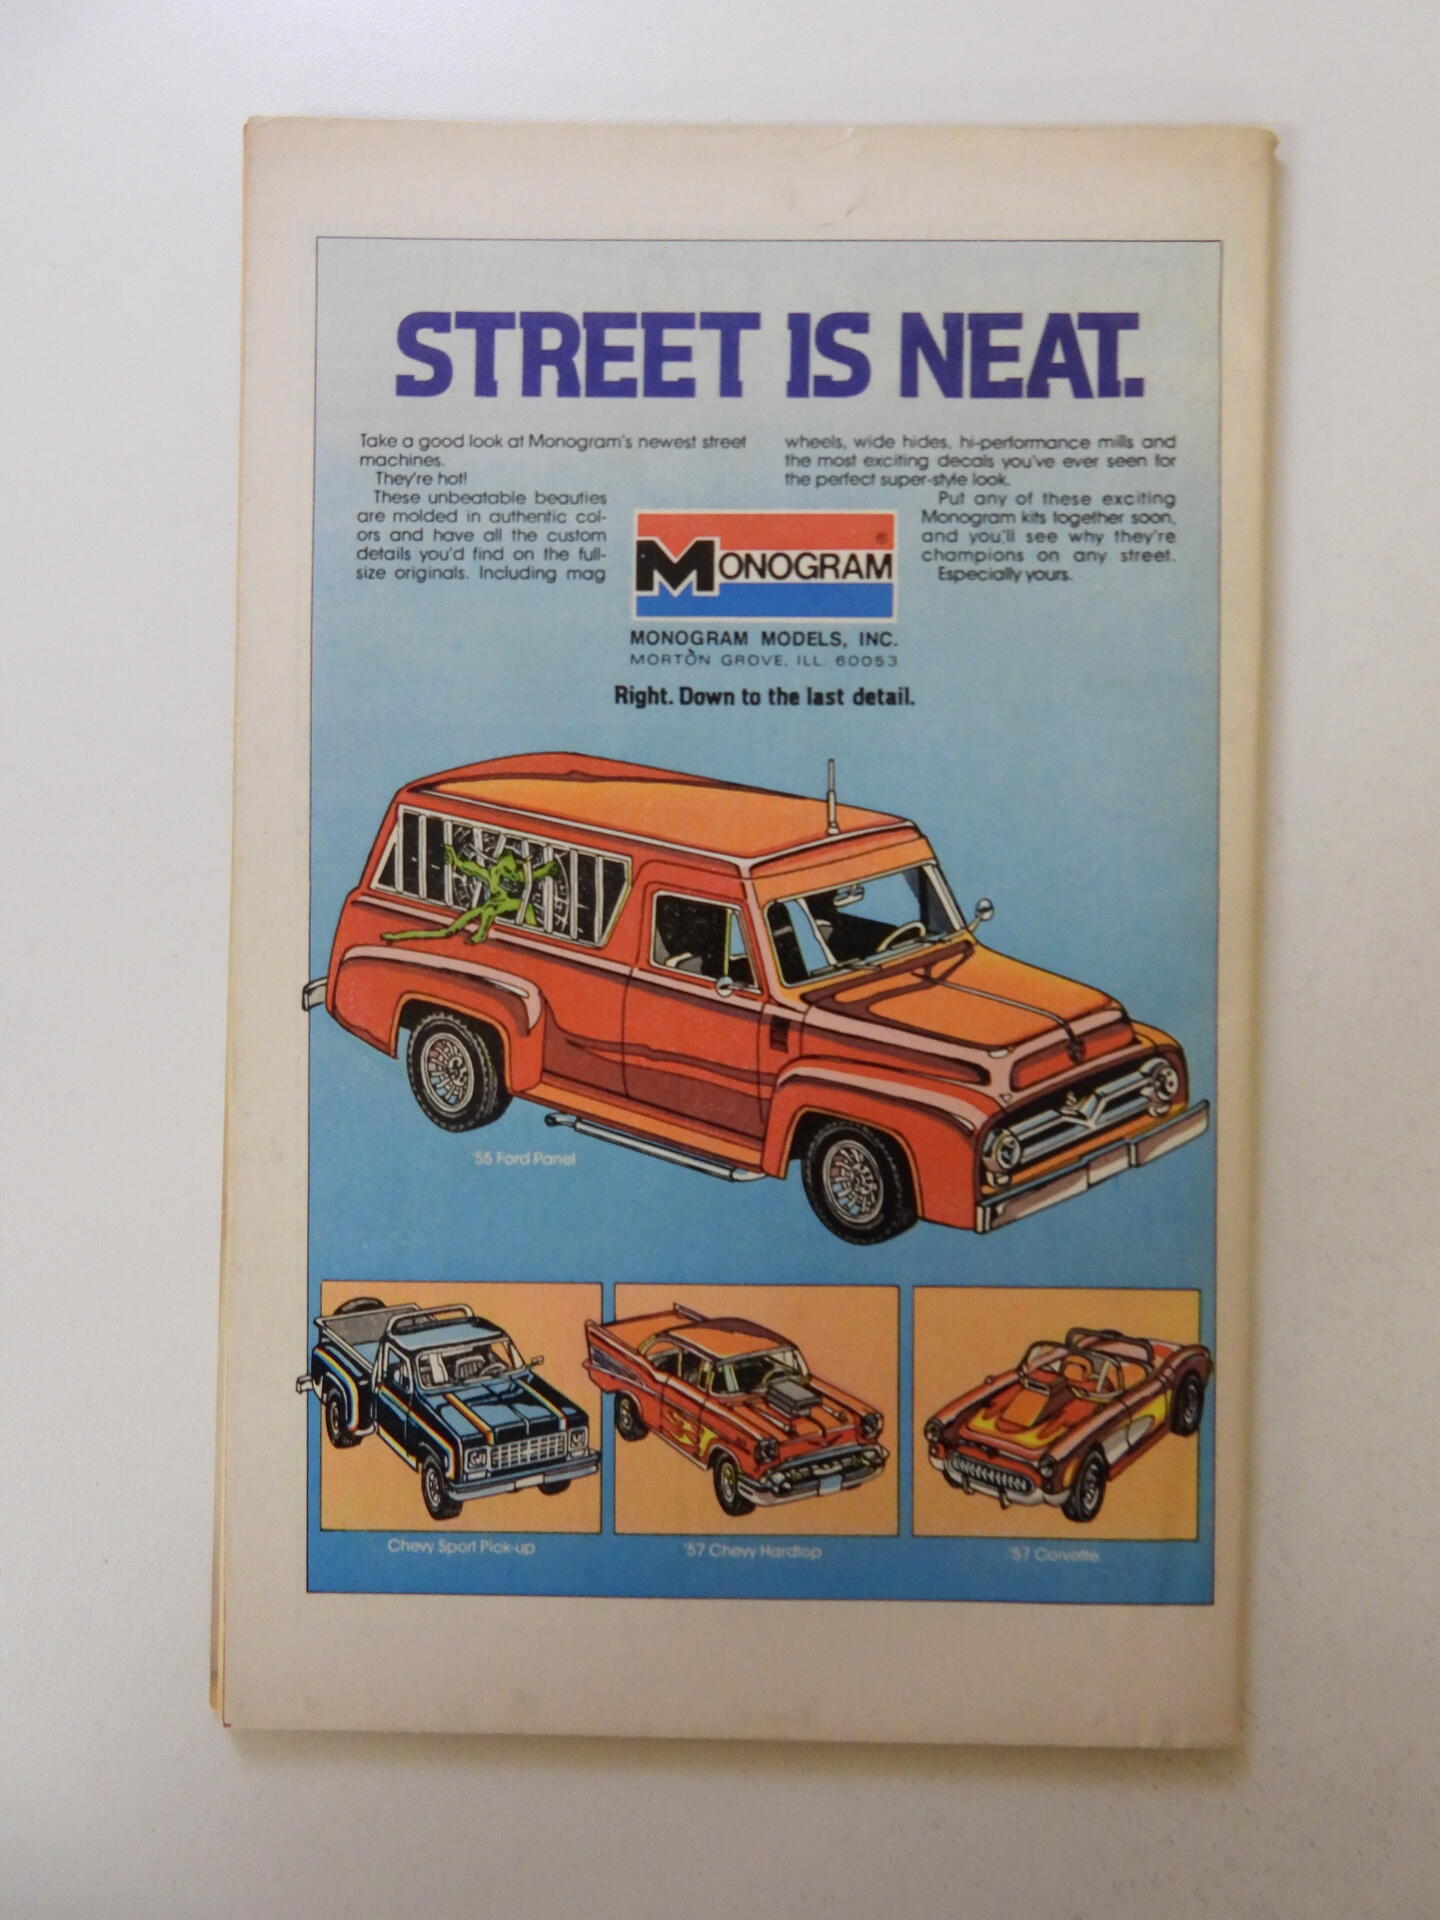 STREET IS NEAT.
Take a good look at Monogram's newest street
machines.
They're hot!
These unbeatable beauties
are molded in authentic col-
ors and have all the custom
details you'd find on the full-
size originals. Including mag
wheels, wide hides, hi-performance mills and
the most exciting decals you've ever seen for
the perfect super-style look.
Put any of these exciting
Monogram kits together soon,
and you'll see why they're
champions on any street.
Especially yours.
MONOGRAM ®
MONOGRAM MODELS, INC.
MORTON GROVE, ILL. 60053
Right. Down to the last detail.
'55 Ford Panel
Chevy Sport Pick-up
'57 Chevy Hardtop
'57 Corvette